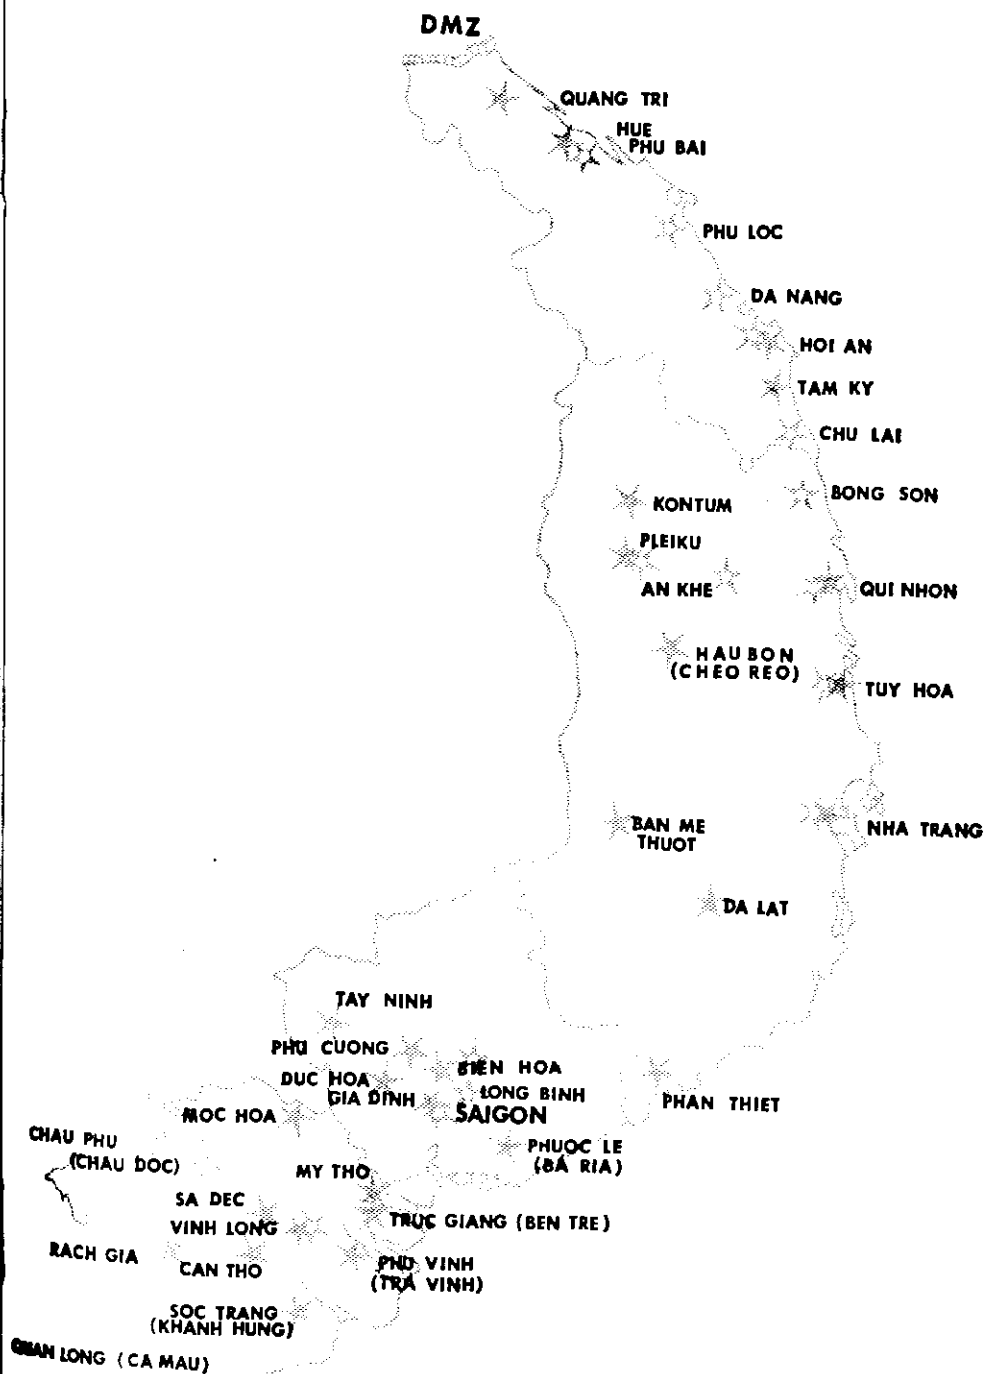 DMZ
QUANG TRI
HUE
PHU BAI
PHU LOC
DA NANG
HOI AN
TAM KY
CHU LAI
BONG SON
KONTUM
PLEIKU
AN KHE
QUI NHON
HAU BON
(CHEO REO)
TUY HOA
BAN ME
THUOT
NHA TRANG
DA LAT
TAY NINH
PHU CUONG
BIEN HOA
DUC HOA
LONG BINH
GIA DINH
SAIGON
PHAN THIET
MOC HOA
CHAU PHU
(CHAU DOC)
PHUOC LE
(BA RIA)
MY THO
SA DEC
TRUC GIANG (BEN TRE)
VINH LONG
RACH GIA
CAN THO
PHU VINH
(TRA VINH)
SOC TRANG
(KHANH HUNG)
QUAN LONG (CA MAU)